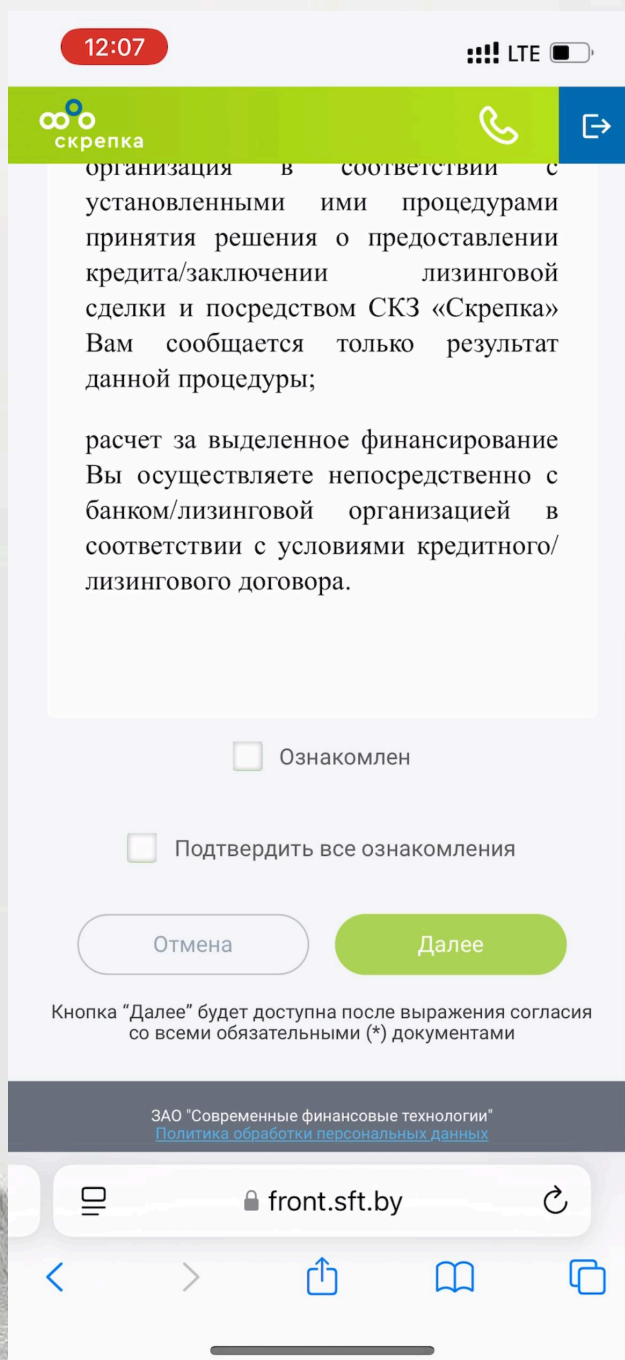 12:07
LTE
скрепка
организация в соответствии с
установленными ими процедурами
принятия решения о предоставлении
кредита/заключении лизинговой
сделки и посредством СКЗ «Скрепка»
Вам сообщается только результат
данной процедуры;
расчет за выделенное финансирование
Вы осуществляете непосредственно с
банком/лизинговой организацией в
соответствии с условиями кредитного/
лизингового договора.
Ознакомлен
Подтвердить все ознакомления
Отмена
Далее
Кнопка “Далее” будет доступна после выражения согласия
со всеми обязательными (*) документами
ЗАО "Современные финансовые технологии"
Политика обработки персональных данных
front.sft.by